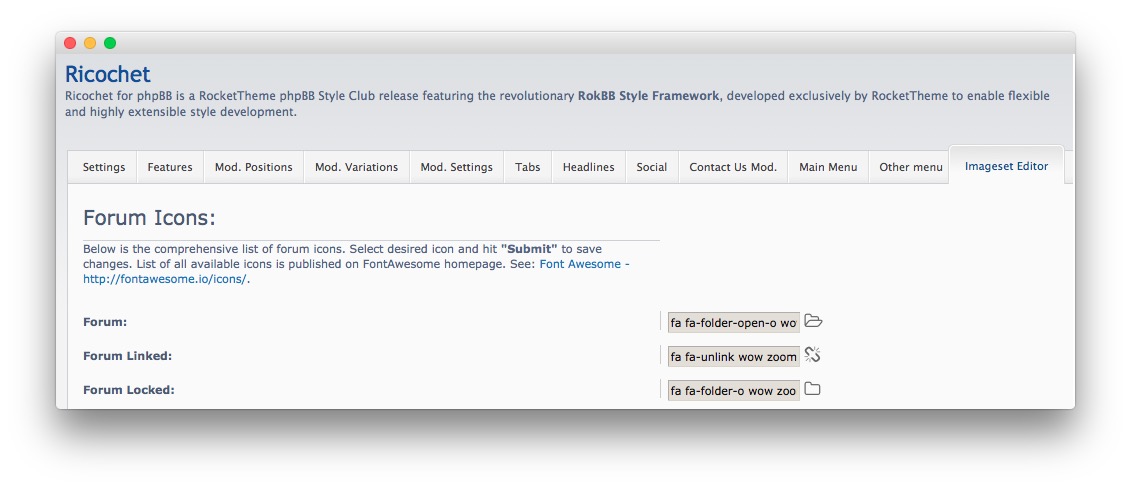 Ricochet
Ricochet for phpBB is a RocketTheme phpBB Style Club release featuring the revolutionary RokBB Style Framework, developed exclusively by RocketTheme to enable flexible
and highly extensible style development.
Settings Features Mod. Positions Mod. Variations Mod. Settings Tabs Headlines Social Contact Us Mod. Main Menu Other menu Imageset Editor
Forum Icons:
Below is the comprehensive list of forum icons. Select desired icon and hit "Submit" to save
changes. List of all available icons is published on FontAwesome homepage. See: Font Awesome -
http://fontawesome.io/icons/.
Forum: fa fa-folder-open-o wo
Forum Linked: fa fa-unlink wow zoom
Forum Locked: fa fa-folder-o wow zoo